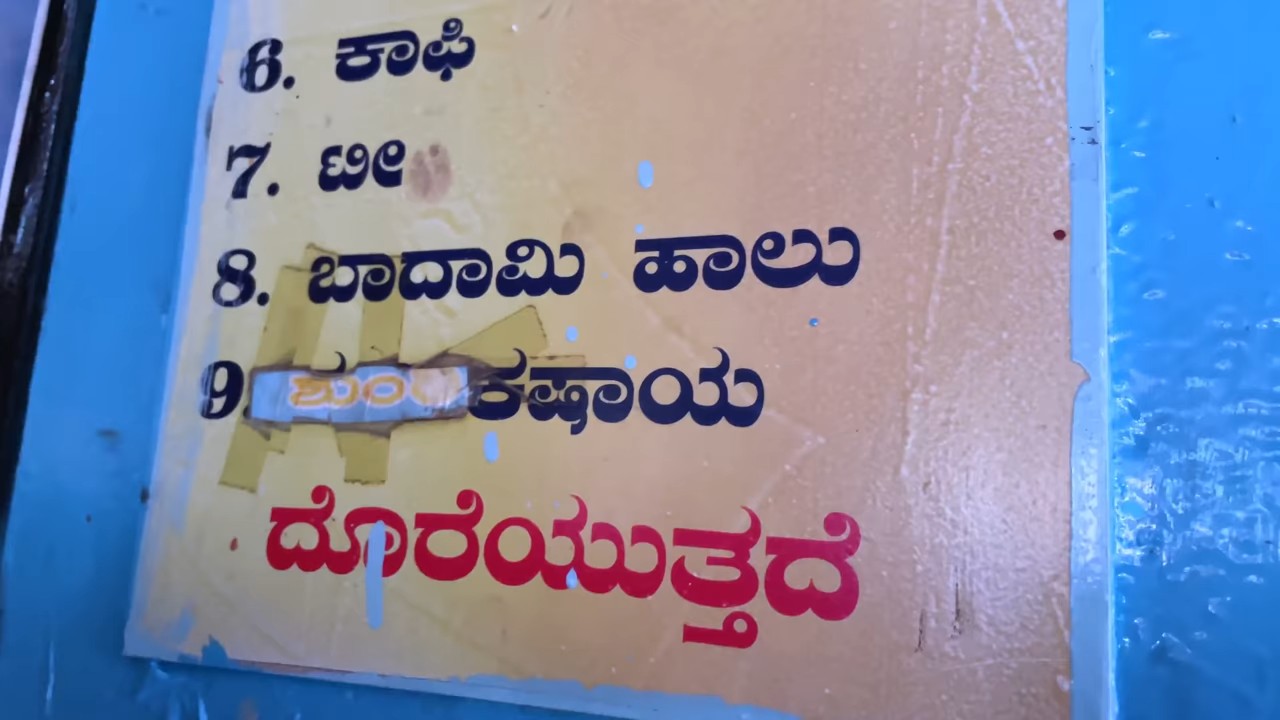 6. ಕಾಫಿ
7. ಟೀ
8. ಬಾದಾಮಿ ಹಾಲು
9 ಕಷಾಯ
ದೊರೆಯುತ್ತದೆ